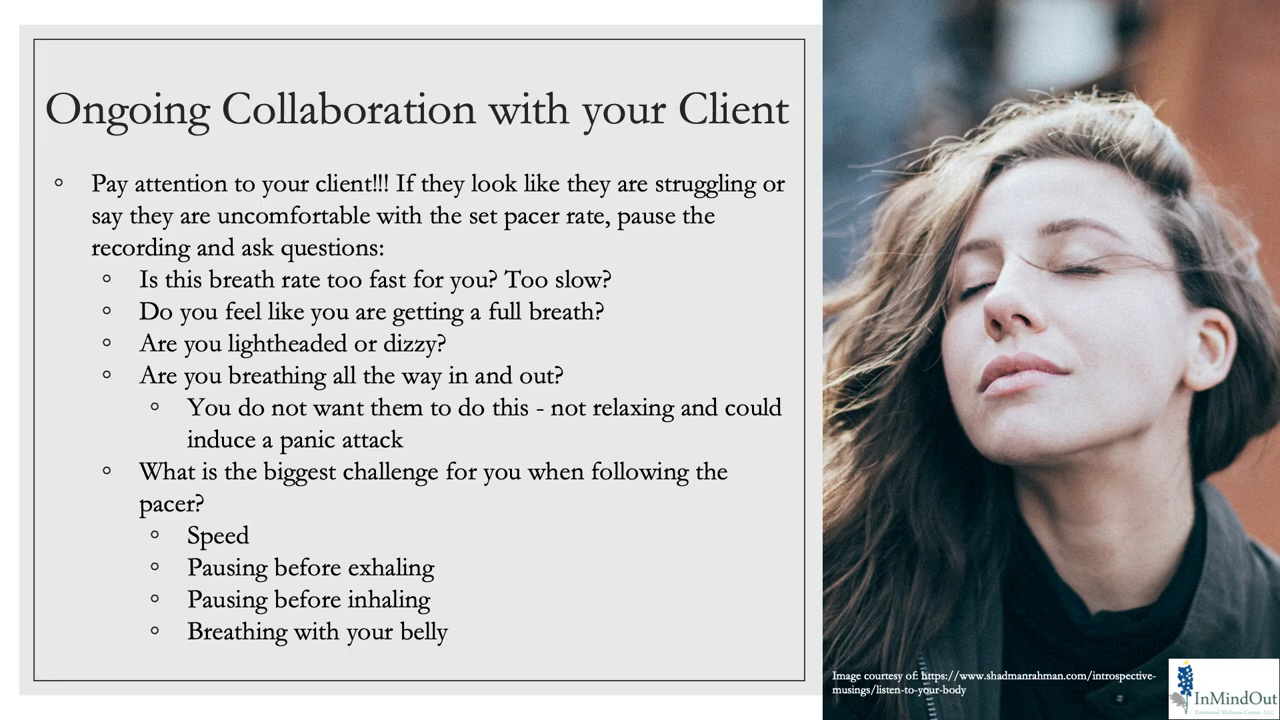 Ongoing Collaboration with your Client
◦ Pay attention to your client!!! If they look like they are struggling or
say they are uncomfortable with the set pacer rate, pause the
recording and ask questions:
◦ Is this breath rate too fast for you? Too slow?
◦ Do you feel like you are getting a full breath?
◦ Are you lightheaded or dizzy?
◦ Are you breathing all the way in and out?
◦ You do not want them to do this - not relaxing and could
induce a panic attack
◦ What is the biggest challenge for you when following the
pacer?
◦ Speed
◦ Pausing before exhaling
◦ Pausing before inhaling
◦ Breathing with your belly
Image courtesy of: https://www.shadmanrahman.com/introspective-
musings/listen-to-your-body
InMindOut
Emotional Wellness Center, LLC.